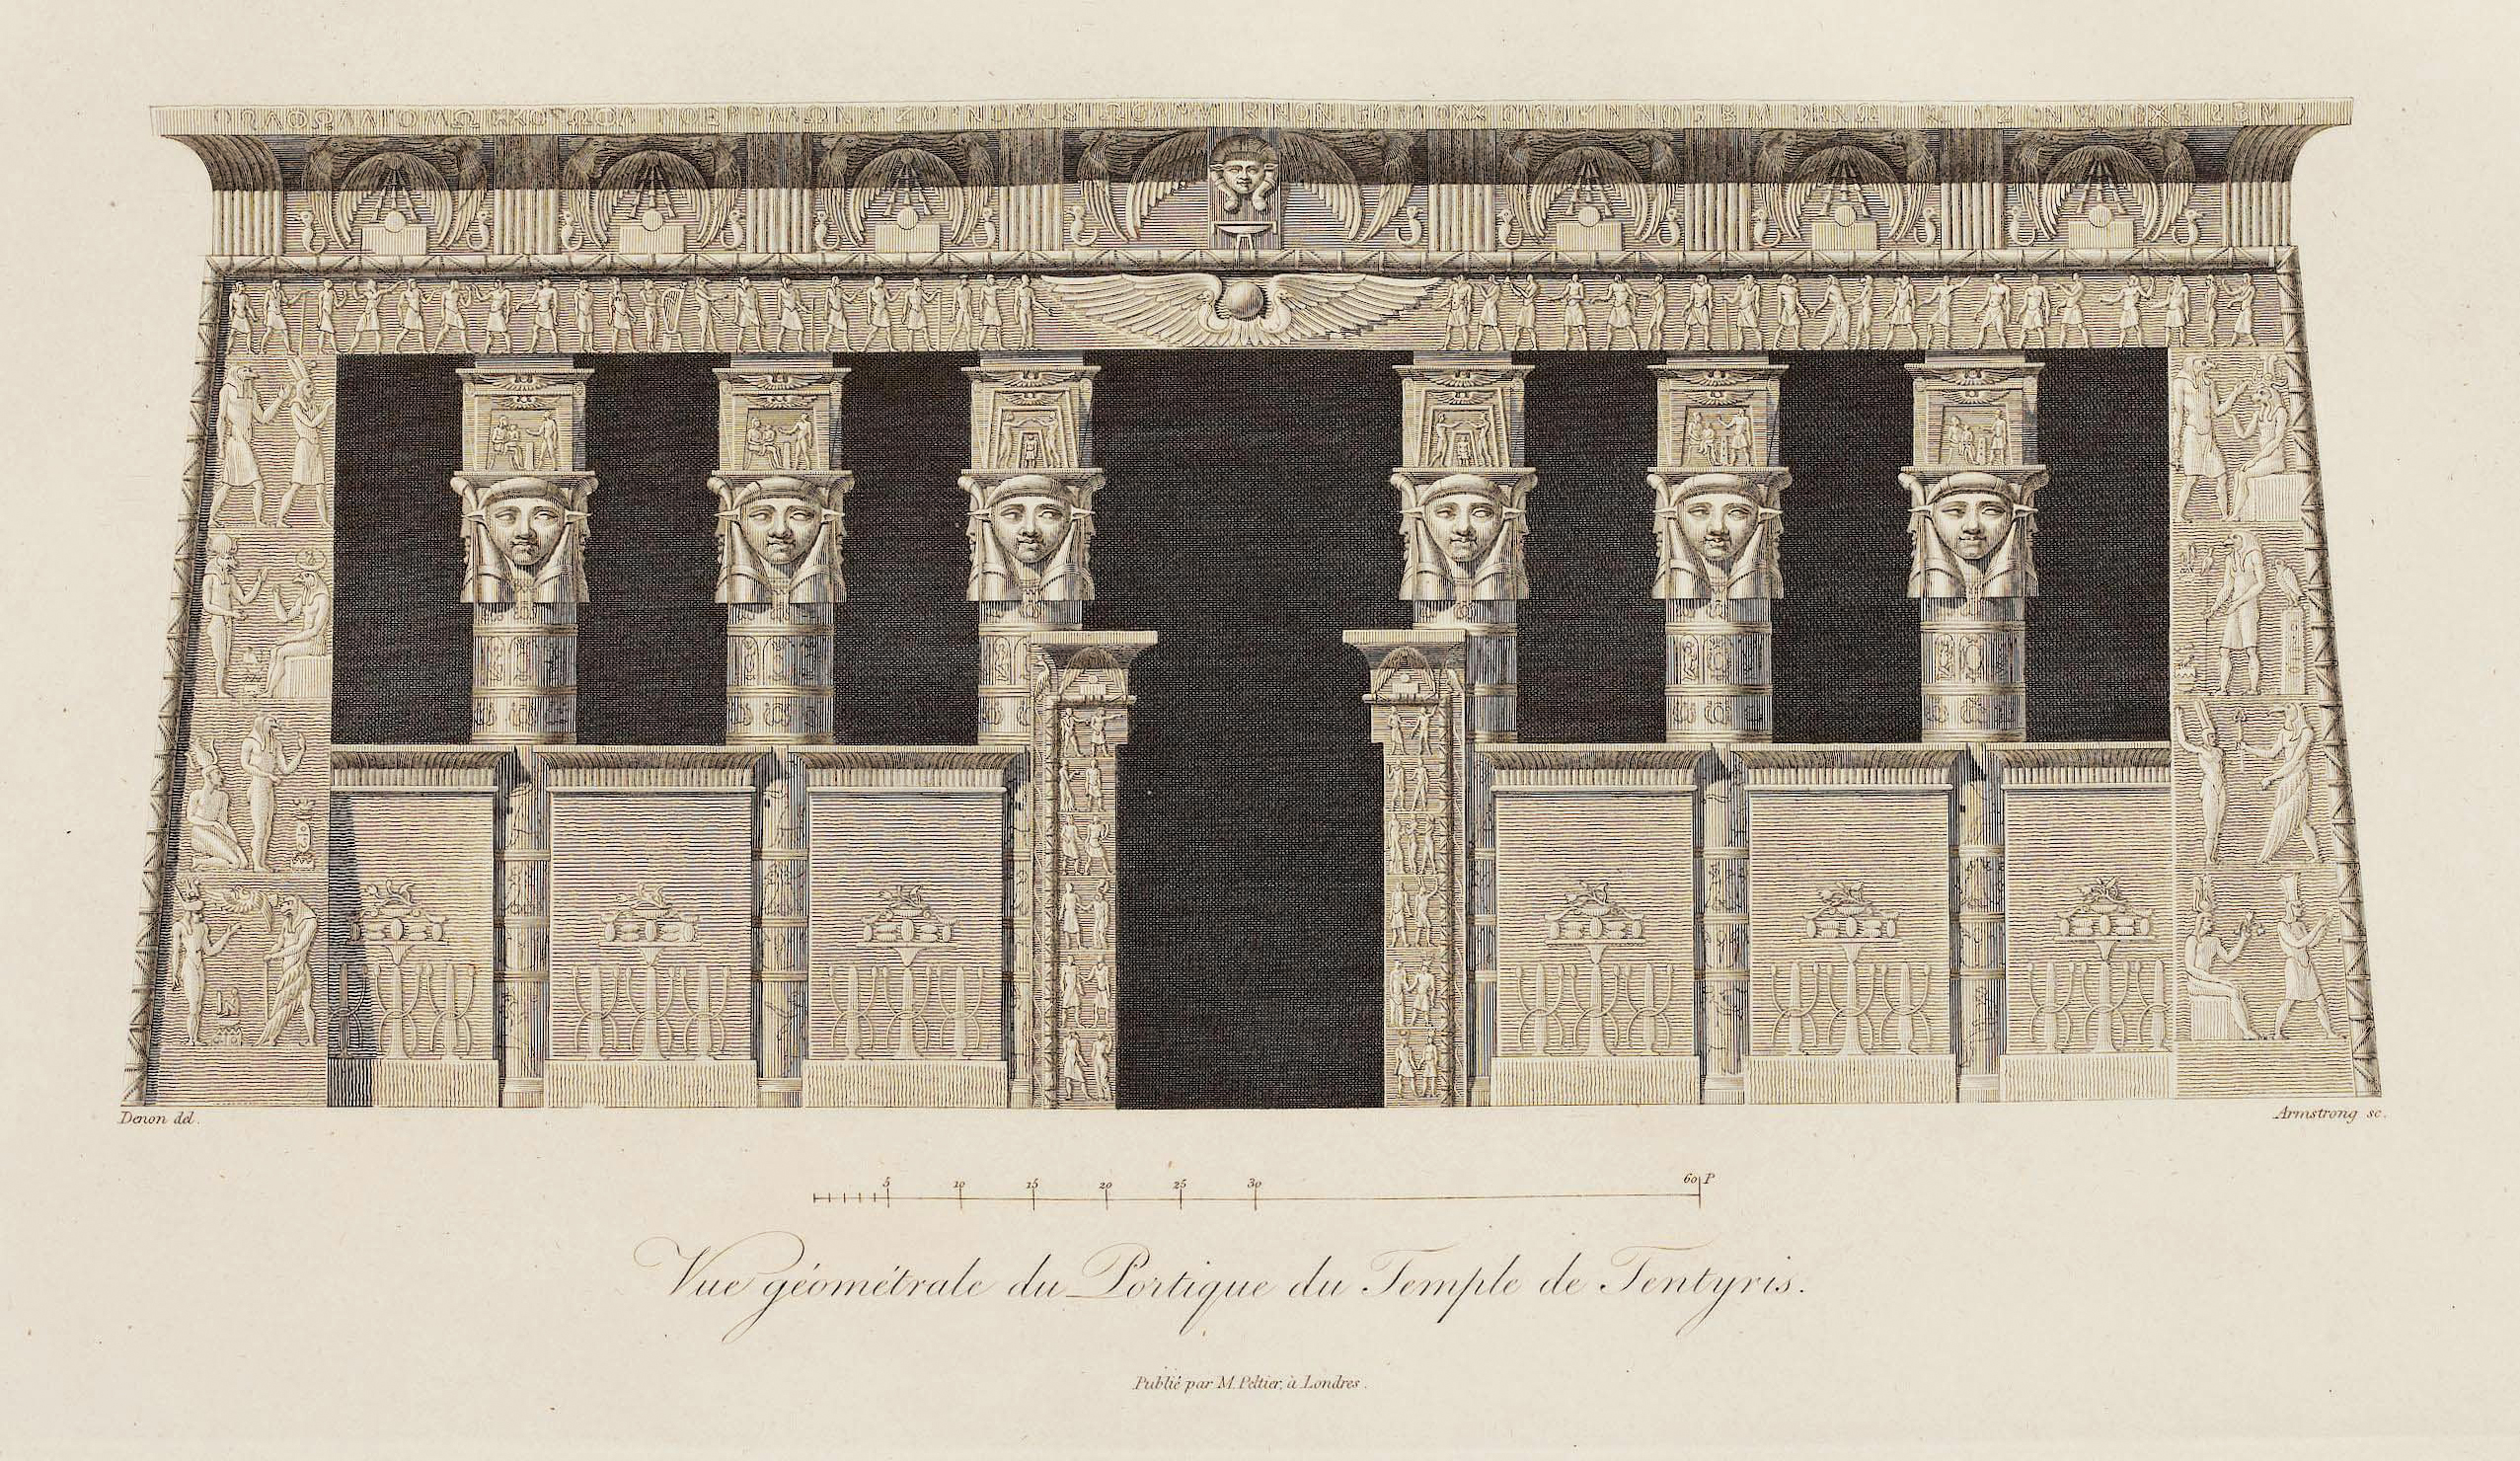 Denon del.
Armstrong sc.
5 10 15 20 25 30 60 P
Vue géométrale du Portique du Temple de Tentyris.
Publié par M. Peltier, à Londres.